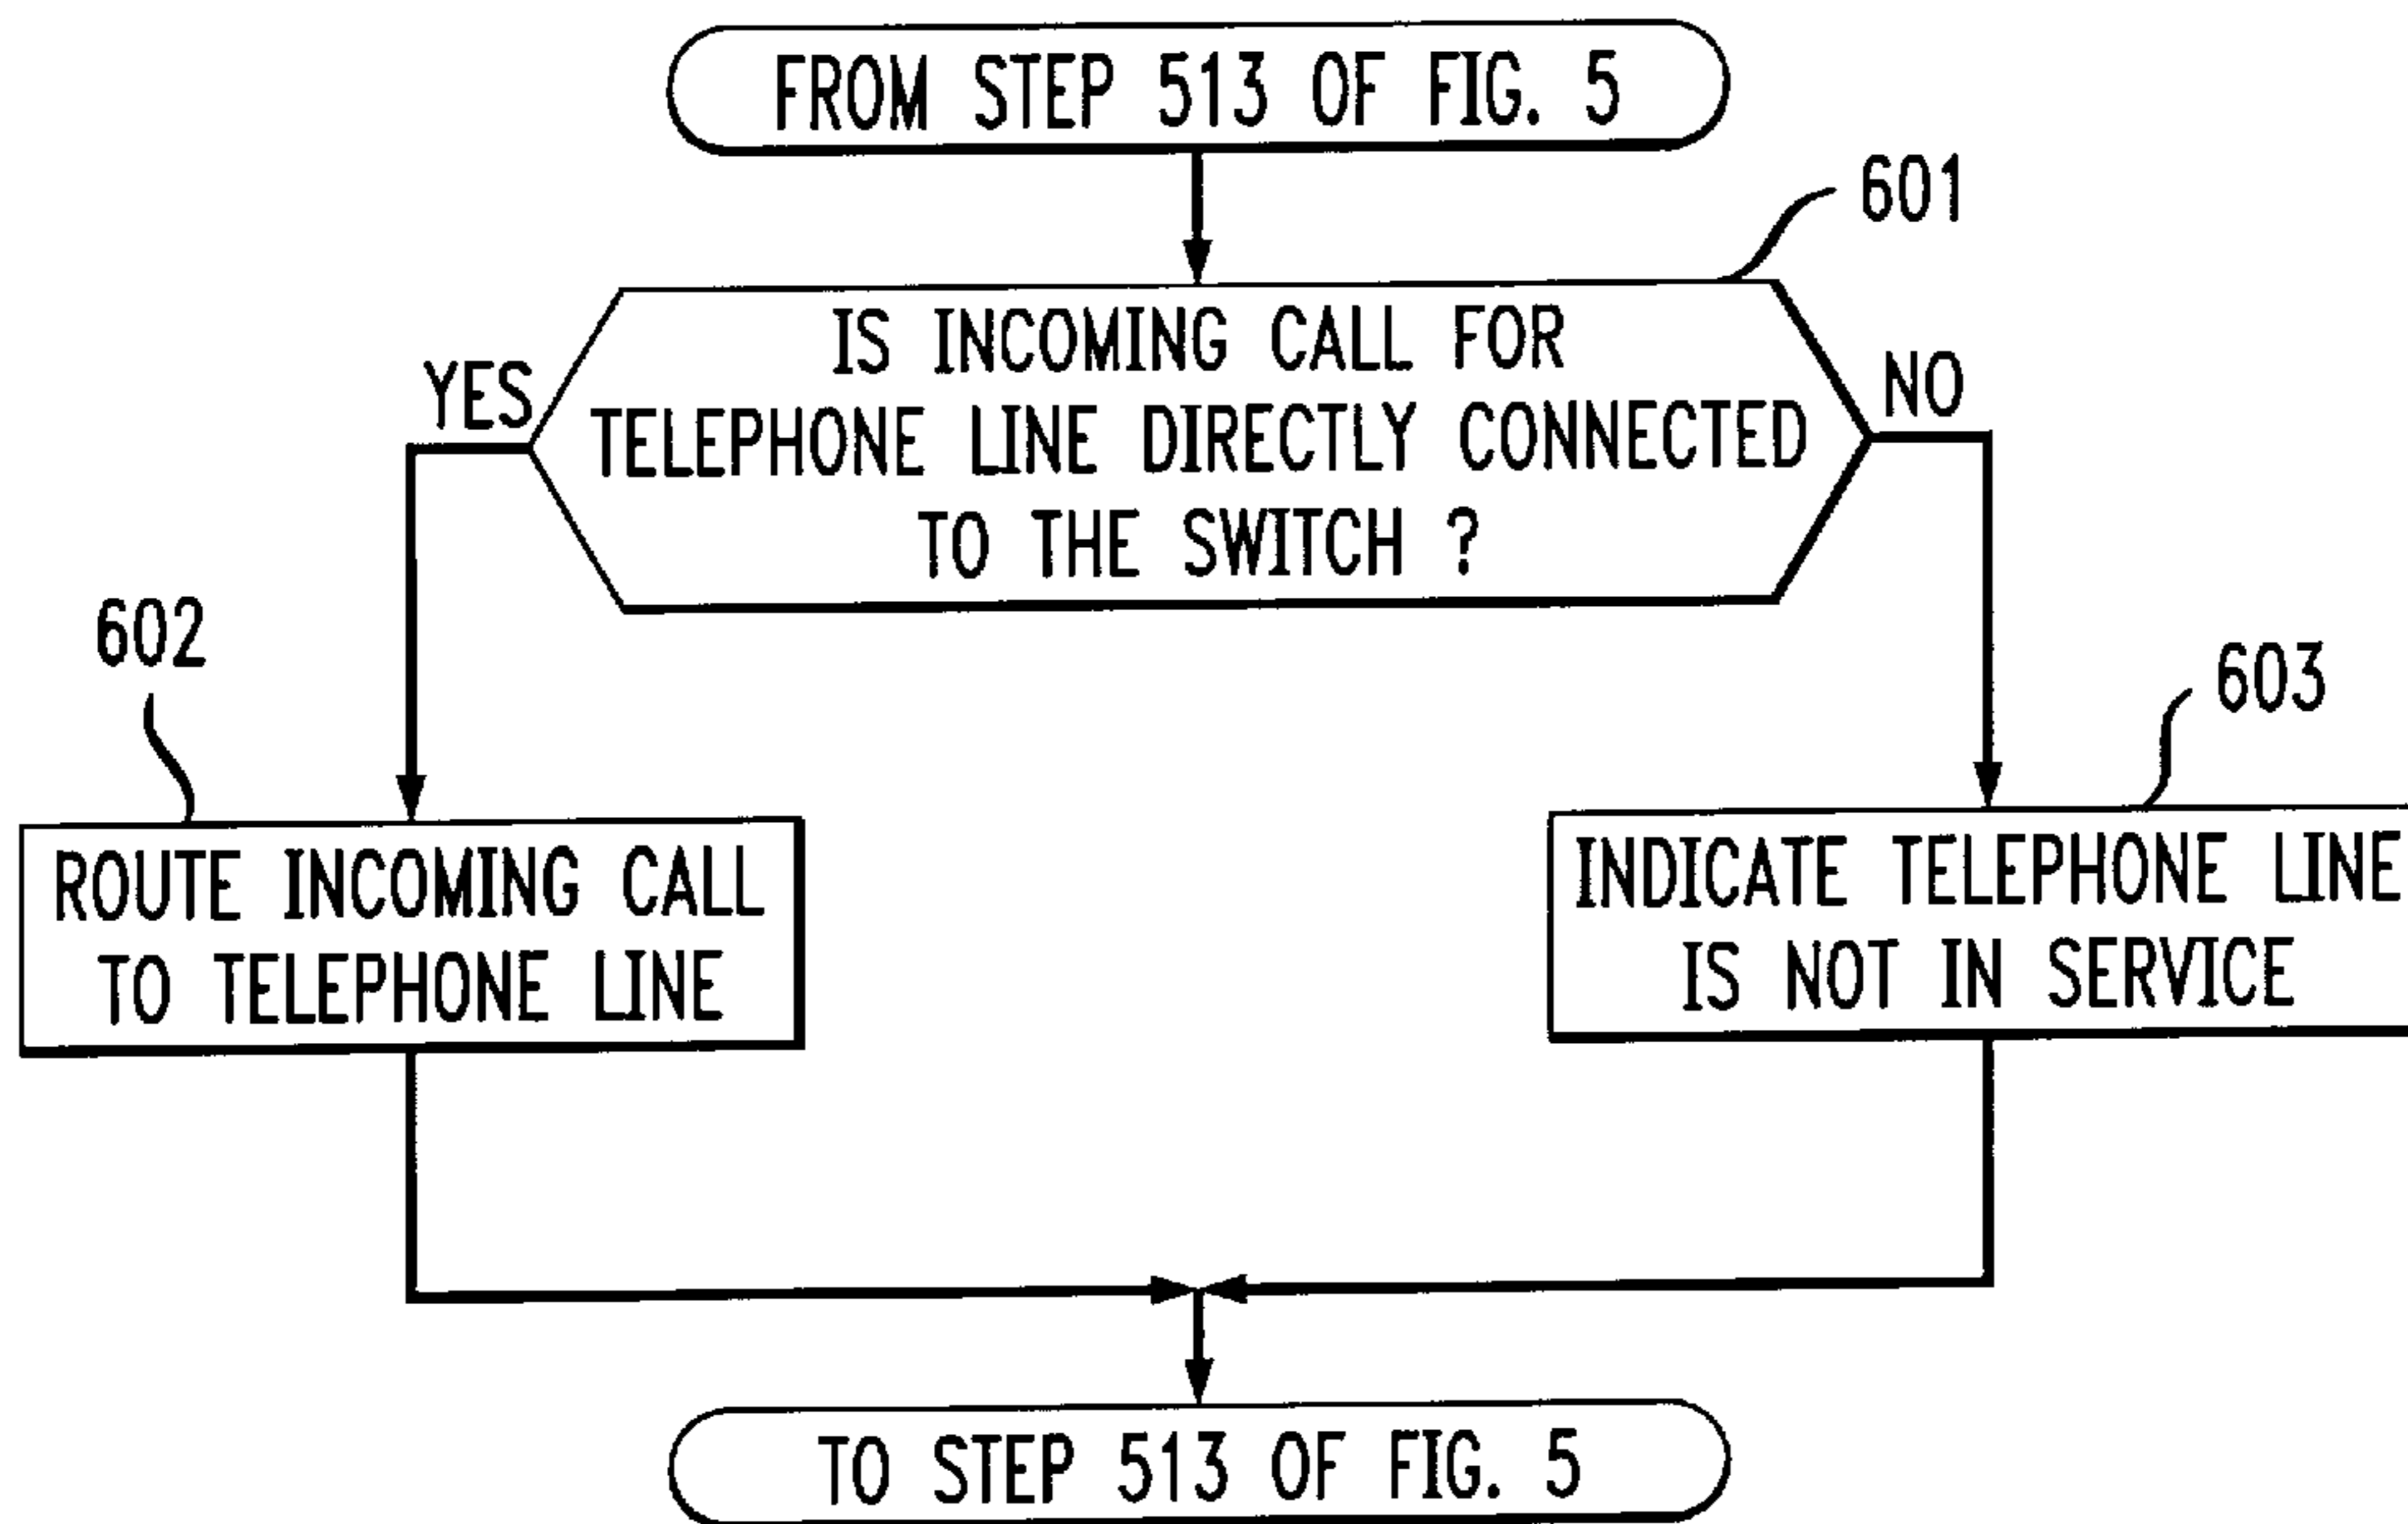 FROM STEP 513 OF FIG. 5
601
IS INCOMING CALL FOR
TELEPHONE LINE DIRECTLY CONNECTED
TO THE SWITCH ?
YES
NO
602
603
ROUTE INCOMING CALL
TO TELEPHONE LINE
INDICATE TELEPHONE LINE
IS NOT IN SERVICE
TO STEP 513 OF FIG. 5